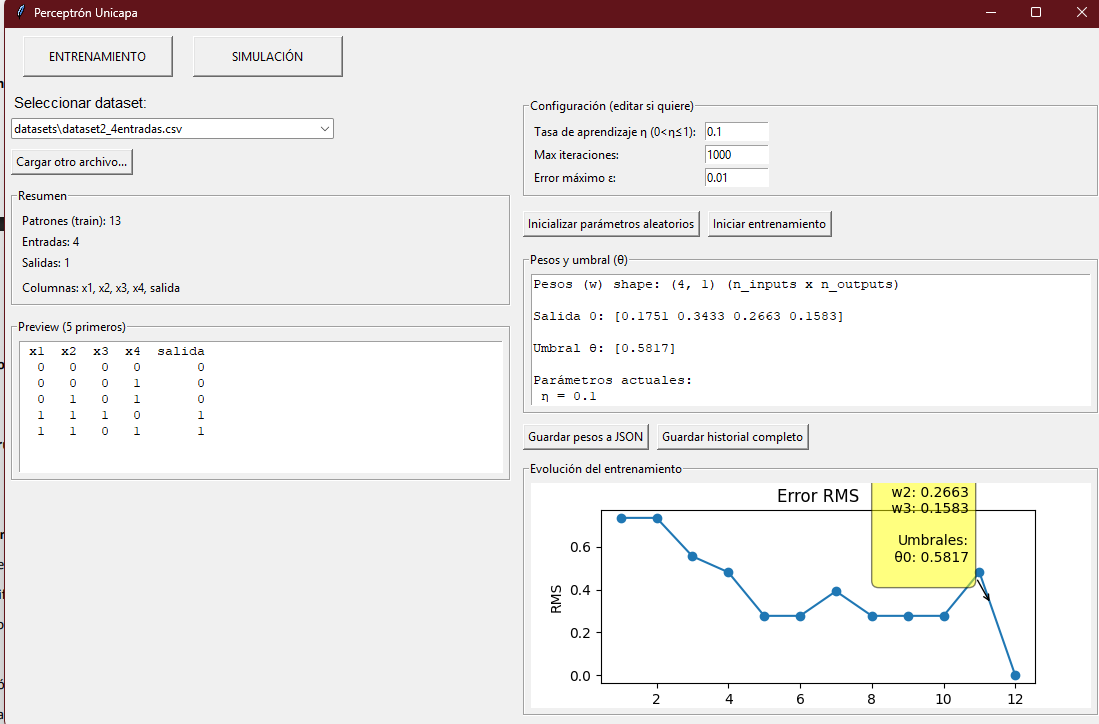 Perceptrón Unicapa
ENTRENAMIENTO
SIMULACIÓN
Seleccionar dataset:
datasets\dataset2_4entradas.csv
Cargar otro archivo...
Resumen
Patrones (train): 13
Entradas: 4
Salidas: 1
Columnas: x1, x2, x3, x4, salida
Preview (5 primeros)
x1 x2 x3 x4 salida
0 0 0 0 0
0 0 0 1 0
0 1 0 1 0
1 1 1 0 1
1 1 0 1 1
Configuración (editar si quiere)
Tasa de aprendizaje η (0<η≤1): 0.1
Max iteraciones: 1000
Error máximo ε: 0.01
Inicializar parámetros aleatorios
Iniciar entrenamiento
Pesos y umbral (θ)
Pesos (w) shape: (4, 1) (n_inputs x n_outputs)
Salida 0: [0.1751 0.3433 0.2663 0.1583]
Umbral θ: [0.5817]
Parámetros actuales:
η = 0.1
Guardar pesos a JSON
Guardar historial completo
Evolución del entrenamiento
Error RMS
w2: 0.2663
w3: 0.1583
Umbrales:
θ0: 0.5817
RMS
0.6
0.4
0.2
0.0
2 4 6 8 10 12